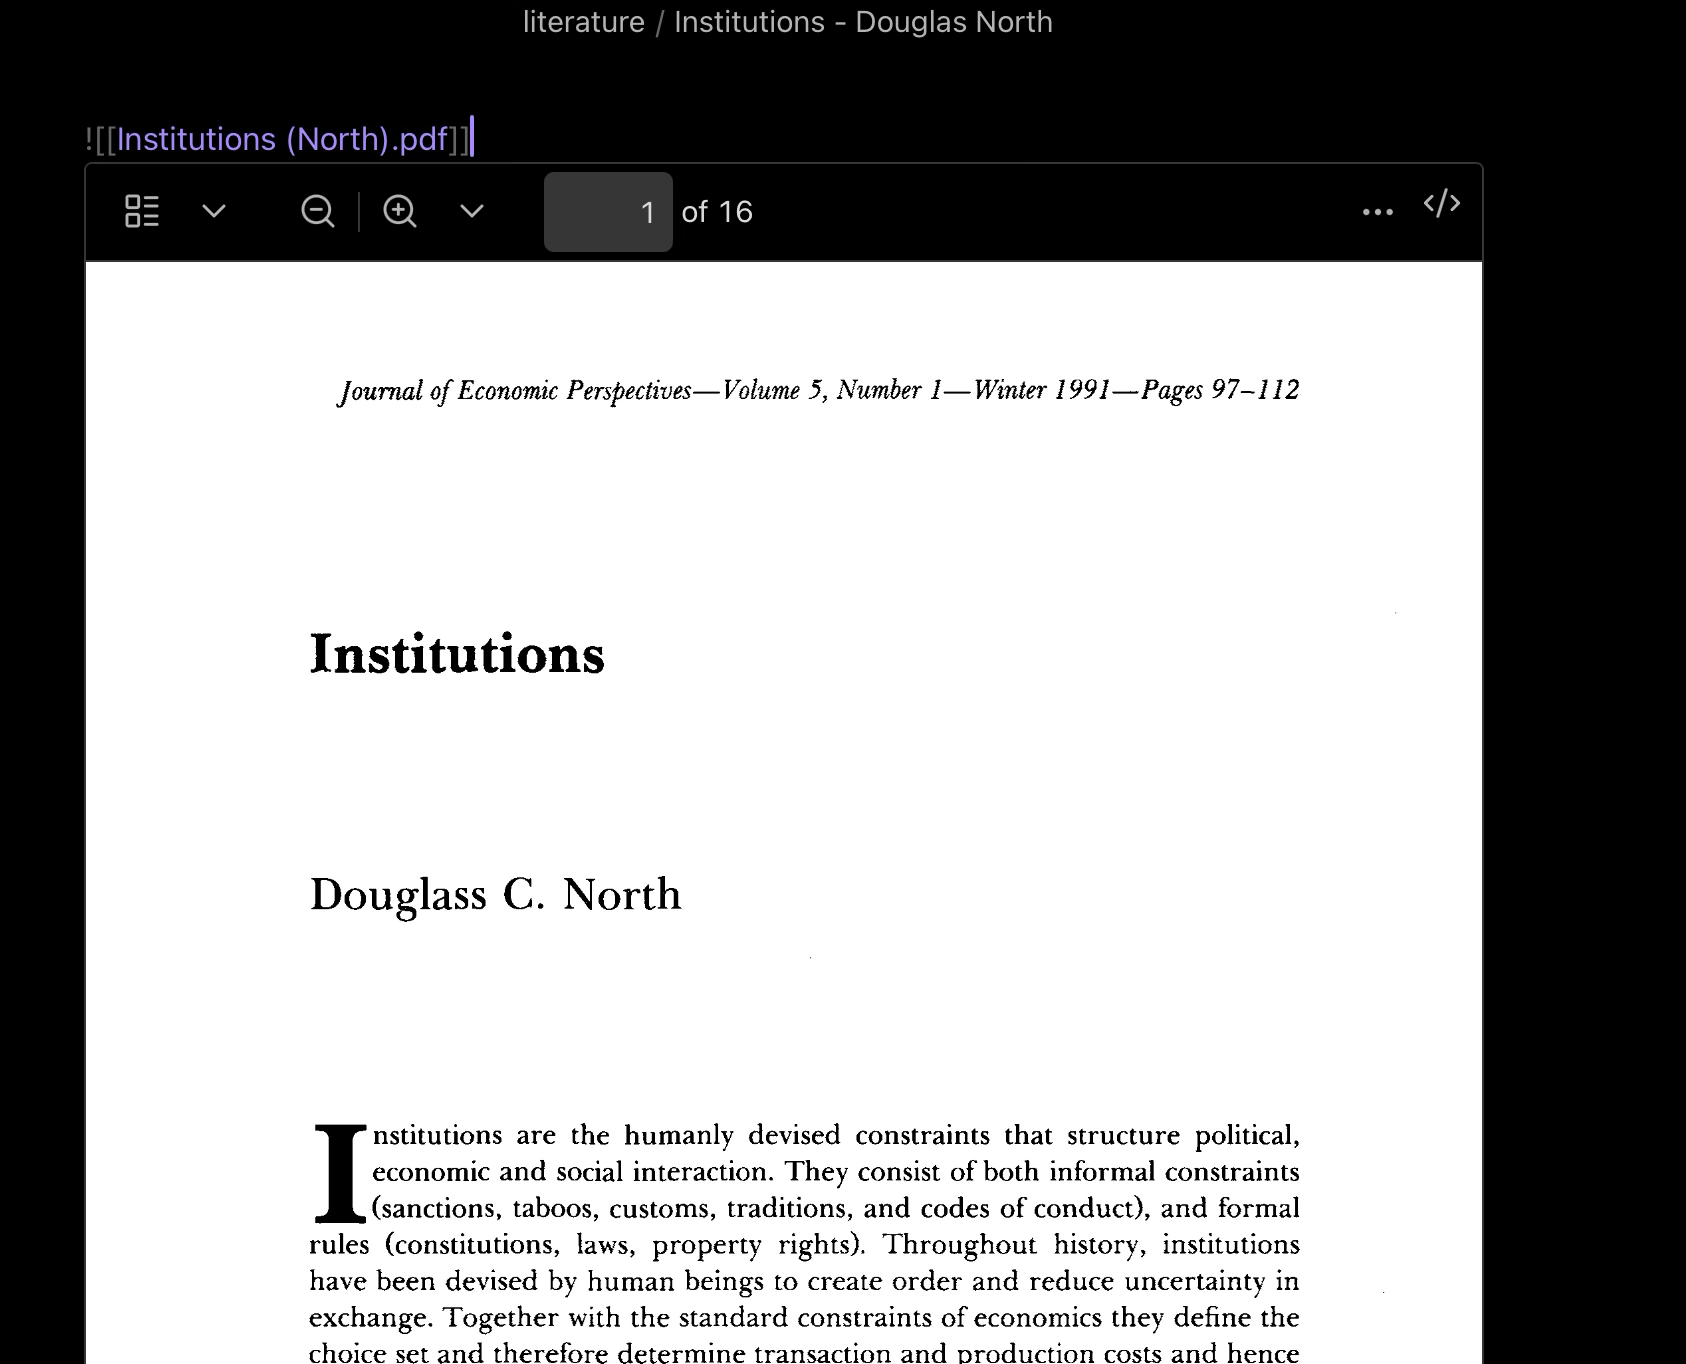 literature / Institutions - Douglas North
![[Institutions (North).pdf]]
1 of 16
Journal of Economic Perspectives—Volume 5, Number 1—Winter 1991—Pages 97–112
Institutions
Douglass C. North
Institutions are the humanly devised constraints that structure political,
economic and social interaction. They consist of both informal constraints
(sanctions, taboos, customs, traditions, and codes of conduct), and formal
rules (constitutions, laws, property rights). Throughout history, institutions
have been devised by human beings to create order and reduce uncertainty in
exchange. Together with the standard constraints of economics they define the
choice set and therefore determine transaction and production costs and hence